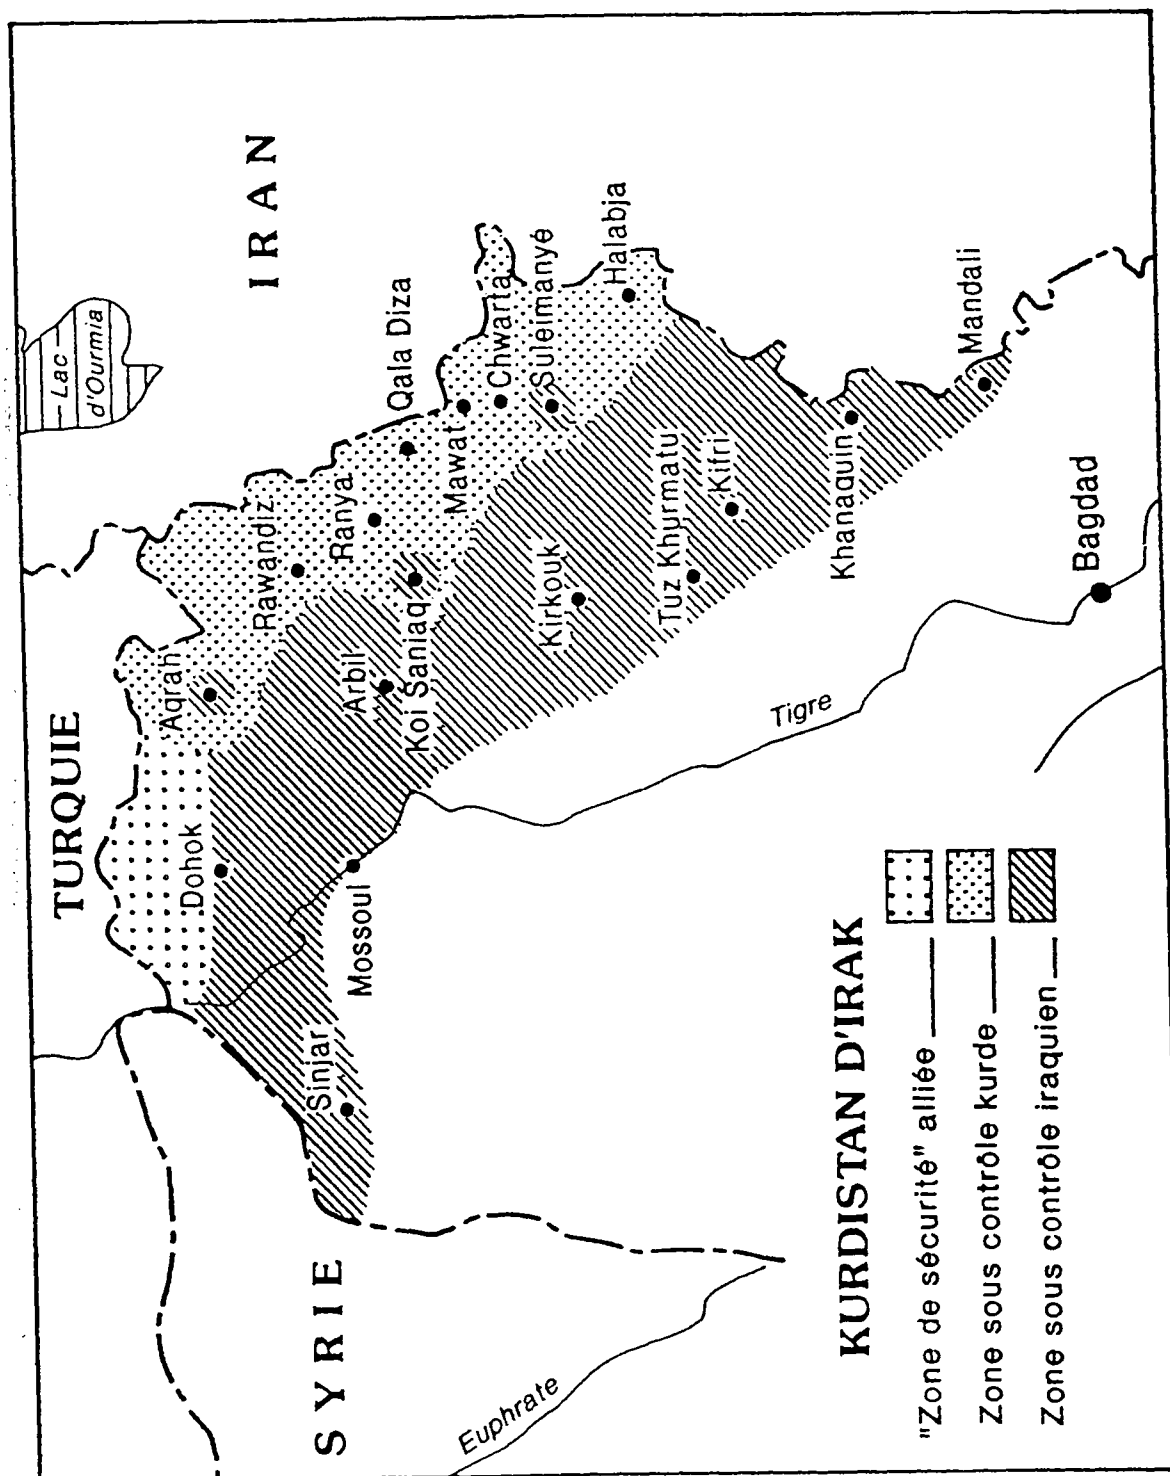 TURQUIE
IRAN
SYRIE
Lac
d'Ourmia
Dohok
Aqrah
Rawandiz
Ranya
Qala Diza
Mawat
Chwarta
Suleimanyé
Halabja
Sinjar
Mossoul
Arbil
Koi Saniaq
Kirkouk
Tuz Khurmatu
Kifri
Khanaquin
Mandali
Bagdad
Tigre
Euphrate
KURDISTAN D'IRAK
"Zone de sécurité" alliée
Zone sous contrôle kurde
Zone sous contrôle iraquien